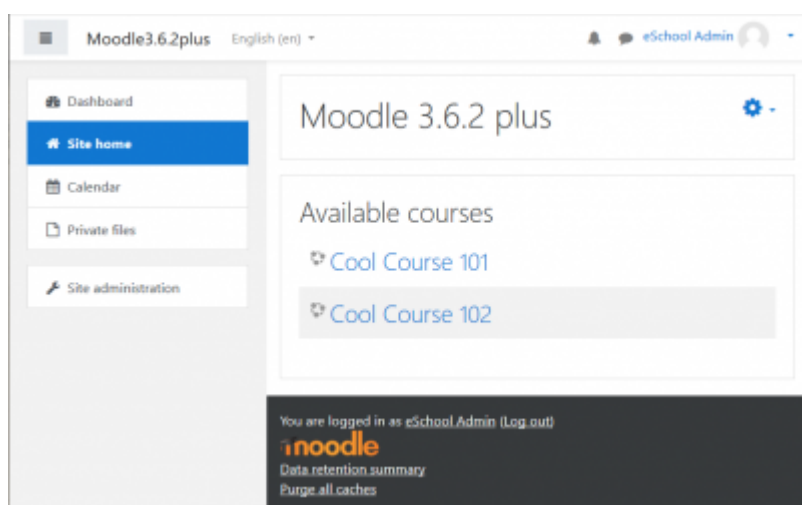 Moodle3.6.2plus English (en)
eSchool Admin
Dashboard
Site home
Calendar
Private files
Site administration
Moodle 3.6.2 plus
Available courses
Cool Course 101
Cool Course 102
You are logged in as eSchool Admin (Log out)
moodle
Data retention summary
Purge all caches